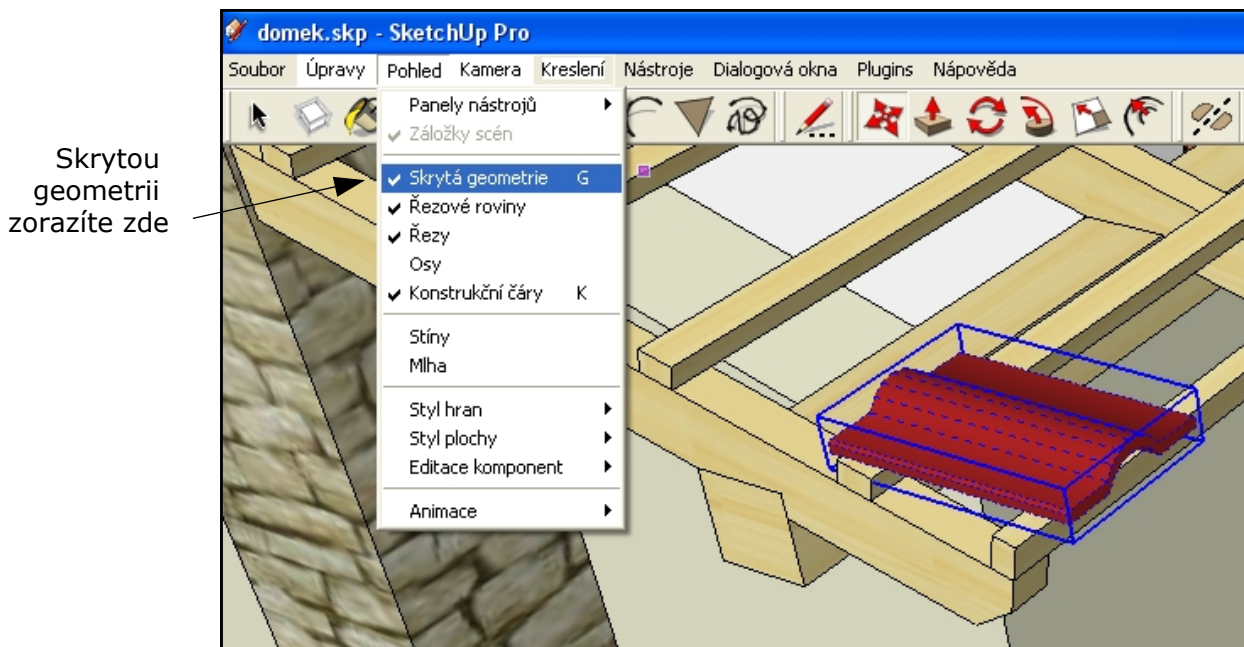 domek.skp - SketchUp Pro
Soubor Úpravy Pohled Kamera Kreslení Nástroje Dialogová okna Plugins Nápověda
Panely nástrojů
Záložky scén
Skrytou
geometrii
zorazíte zde
Skrytá geometrie G
Řezové roviny
Řezy
Osy
Konstrukční čáry K
Stíny
Mlha
Styl hran
Styl plochy
Editace komponent
Animace